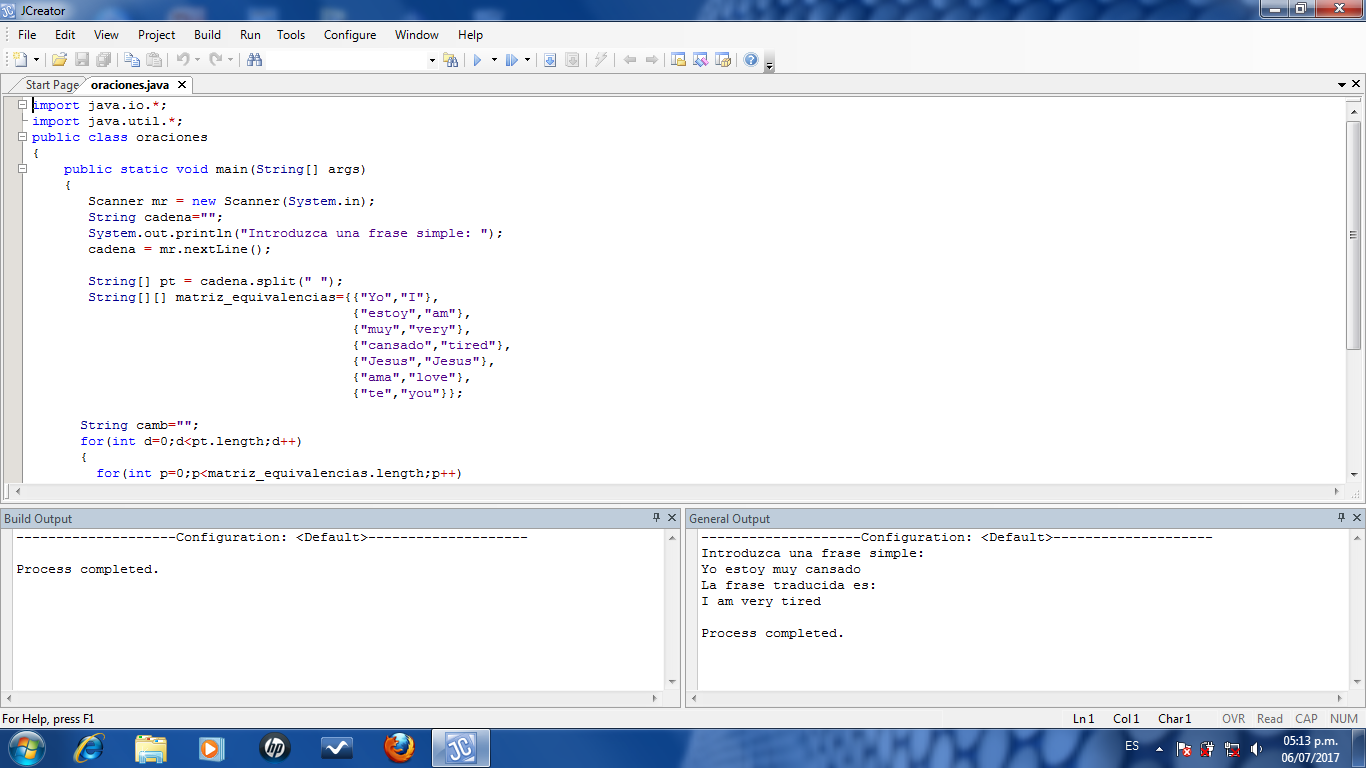 JCreator
File Edit View Project Build Run Tools Configure Window Help
Start Page oraciones.java
import java.io.*;
import java.util.*;
public class oraciones
{
public static void main(String[] args)
{
Scanner mr = new Scanner(System.in);
String cadena="";
System.out.println("Introduzca una frase simple: ");
cadena = mr.nextLine();
String[] pt = cadena.split(" ");
String[][] matriz_equivalencias={{"Yo","I"},
{"estoy","am"},
{"muy","very"},
{"cansado","tired"},
{"Jesus","Jesus"},
{"ama","love"},
{"te","you"}};
String camb="";
for(int d=0;d<pt.length;d++)
{
for(int p=0;p<matriz_equivalencias.length;p++)
Build Output
--------------------Configuration: <Default>--------------------
Process completed.
General Output
--------------------Configuration: <Default>--------------------
Introduzca una frase simple:
Yo estoy muy cansado
La frase traducida es:
I am very tired
Process completed.
For Help, press F1
Ln 1 Col 1 Char 1 OVR Read CAP NUM
hp
JC
ES
05:13 p.m.
06/07/2017